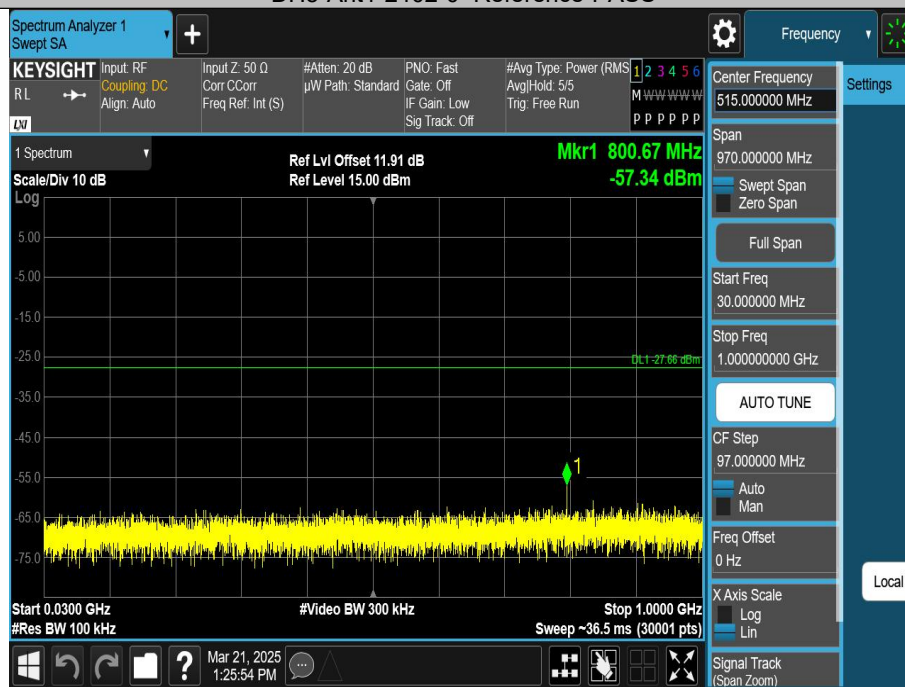 Spectrum Analyzer 1
Swept SA
Frequency
KEYSIGHT
RL
LXI
Input: RF
Coupling: DC
Align: Auto
Input Z: 50 Ω
Corr CCorr
Freq Ref: Int (S)
#Atten: 20 dB
µW Path: Standard
PNO: Fast
Gate: Off
IF Gain: Low
Sig Track: Off
#Avg Type: Power (RMS
Avg|Hold: 5/5
Trig: Free Run
1 2 3 4 5 6
M W W W W W
P P P P P P
1 Spectrum
Scale/Div 10 dB
Log
Ref Lvl Offset 11.91 dB
Ref Level 15.00 dBm
Mkr1 800.67 MHz
-57.34 dBm
5.00
-5.00
-15.0
-25.0
DL1 -27.66 dBm
-35.0
-45.0
1
-55.0
-65.0
-75.0
Start 0.0300 GHz
#Res BW 100 kHz
#Video BW 300 kHz
Stop 1.0000 GHz
Sweep ~36.5 ms (30001 pts)
Mar 21, 2025
1:25:54 PM
Center Frequency
515.000000 MHz
Settings
Span
970.000000 MHz
Swept Span
Zero Span
Full Span
Start Freq
30.000000 MHz
Stop Freq
1.000000000 GHz
AUTO TUNE
CF Step
97.000000 MHz
Auto
Man
Freq Offset
0 Hz
Local
X Axis Scale
Log
Lin
Signal Track
(Span Zoom)